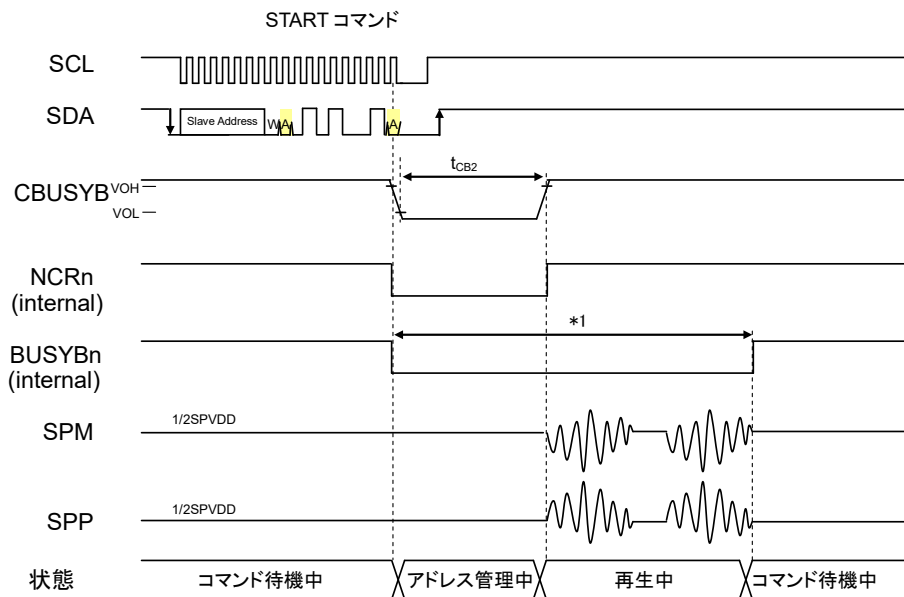 START コマンド
SCL
SDA
Slave Address
W
A
A
t_CB2
CBUSYB
VOH
VOL
NCRn
(internal)
*1
BUSYBn
(internal)
1/2SPVDD
SPM
1/2SPVDD
SPP
状態
コマンド待機中
アドレス管理中
再生中
コマンド待機中